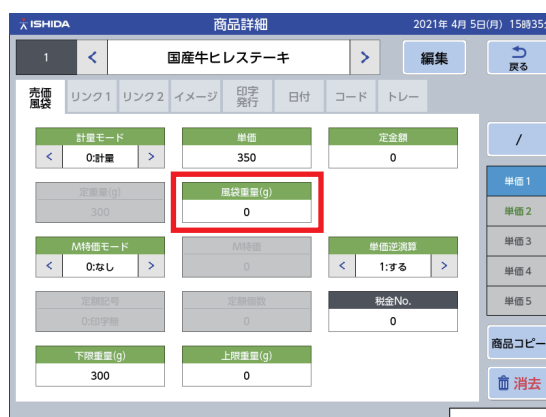 ISHIDA 商品詳細 2021年 4月 5日(月) 15時35分
1 < 国産牛ヒレステーキ > 編集 戻る
売価風袋 リンク1 リンク2 イメージ 印字発行 日付 コード トレー
計量モード 単価 定金額
< 0:計量 > 350 0 /
定重量(g) 風袋重量(g) 単価1
300 0 単価2
M特価モード M特価 単価逆演算 単価3
< 0:なし > 0 < 1:する > 単価4
定額記号 定額個数 税金No. 単価5
0:印字無 0 0
下限重量(g) 上限重量(g) 商品コピー
300 0 消去